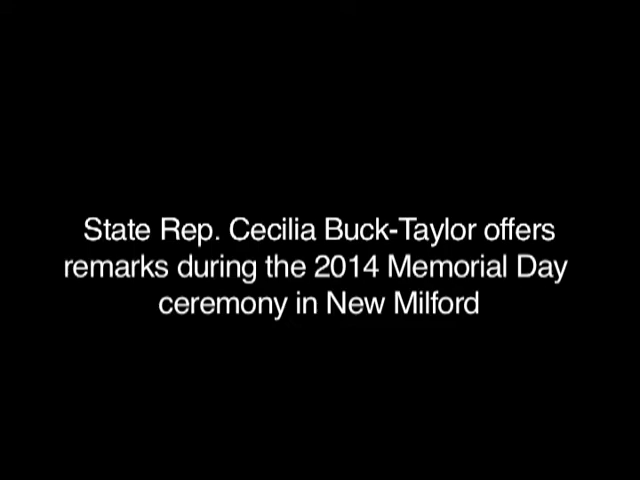 State Rep. Cecilia Buck-Taylor offers
remarks during the 2014 Memorial Day
ceremony in New Milford